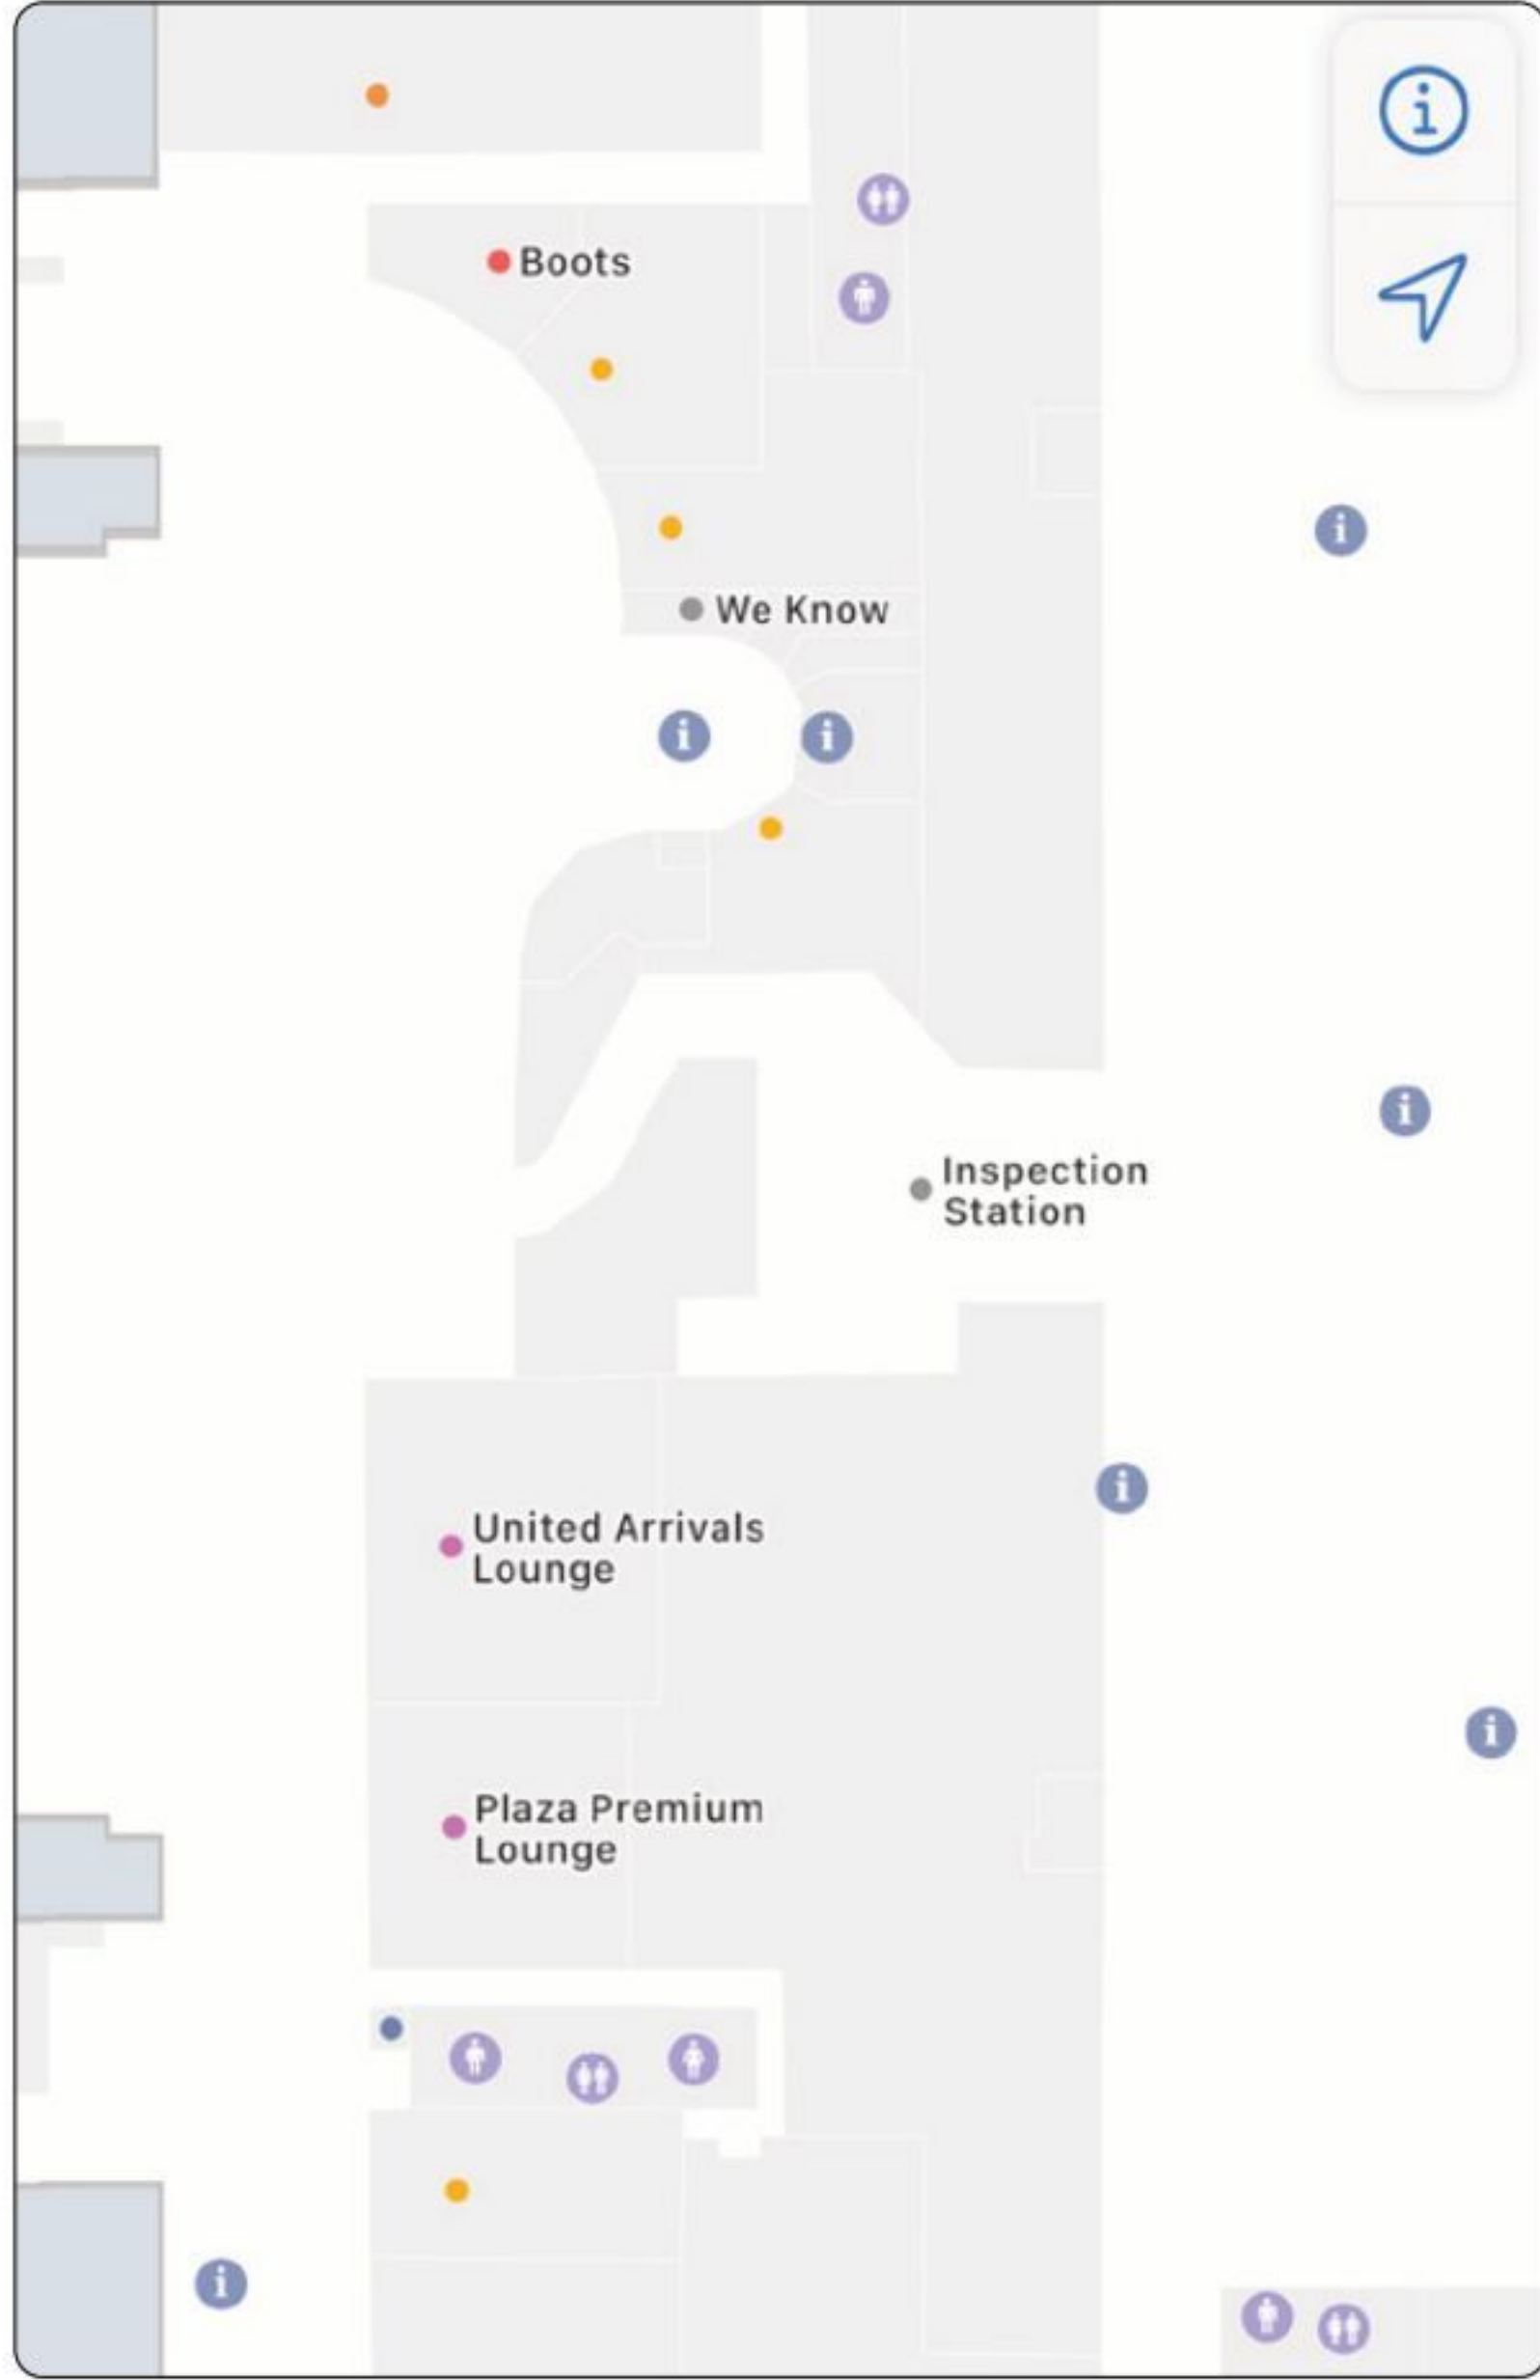 Boots
We Know
Inspection
Station
United Arrivals
Lounge
Plaza Premium
Lounge